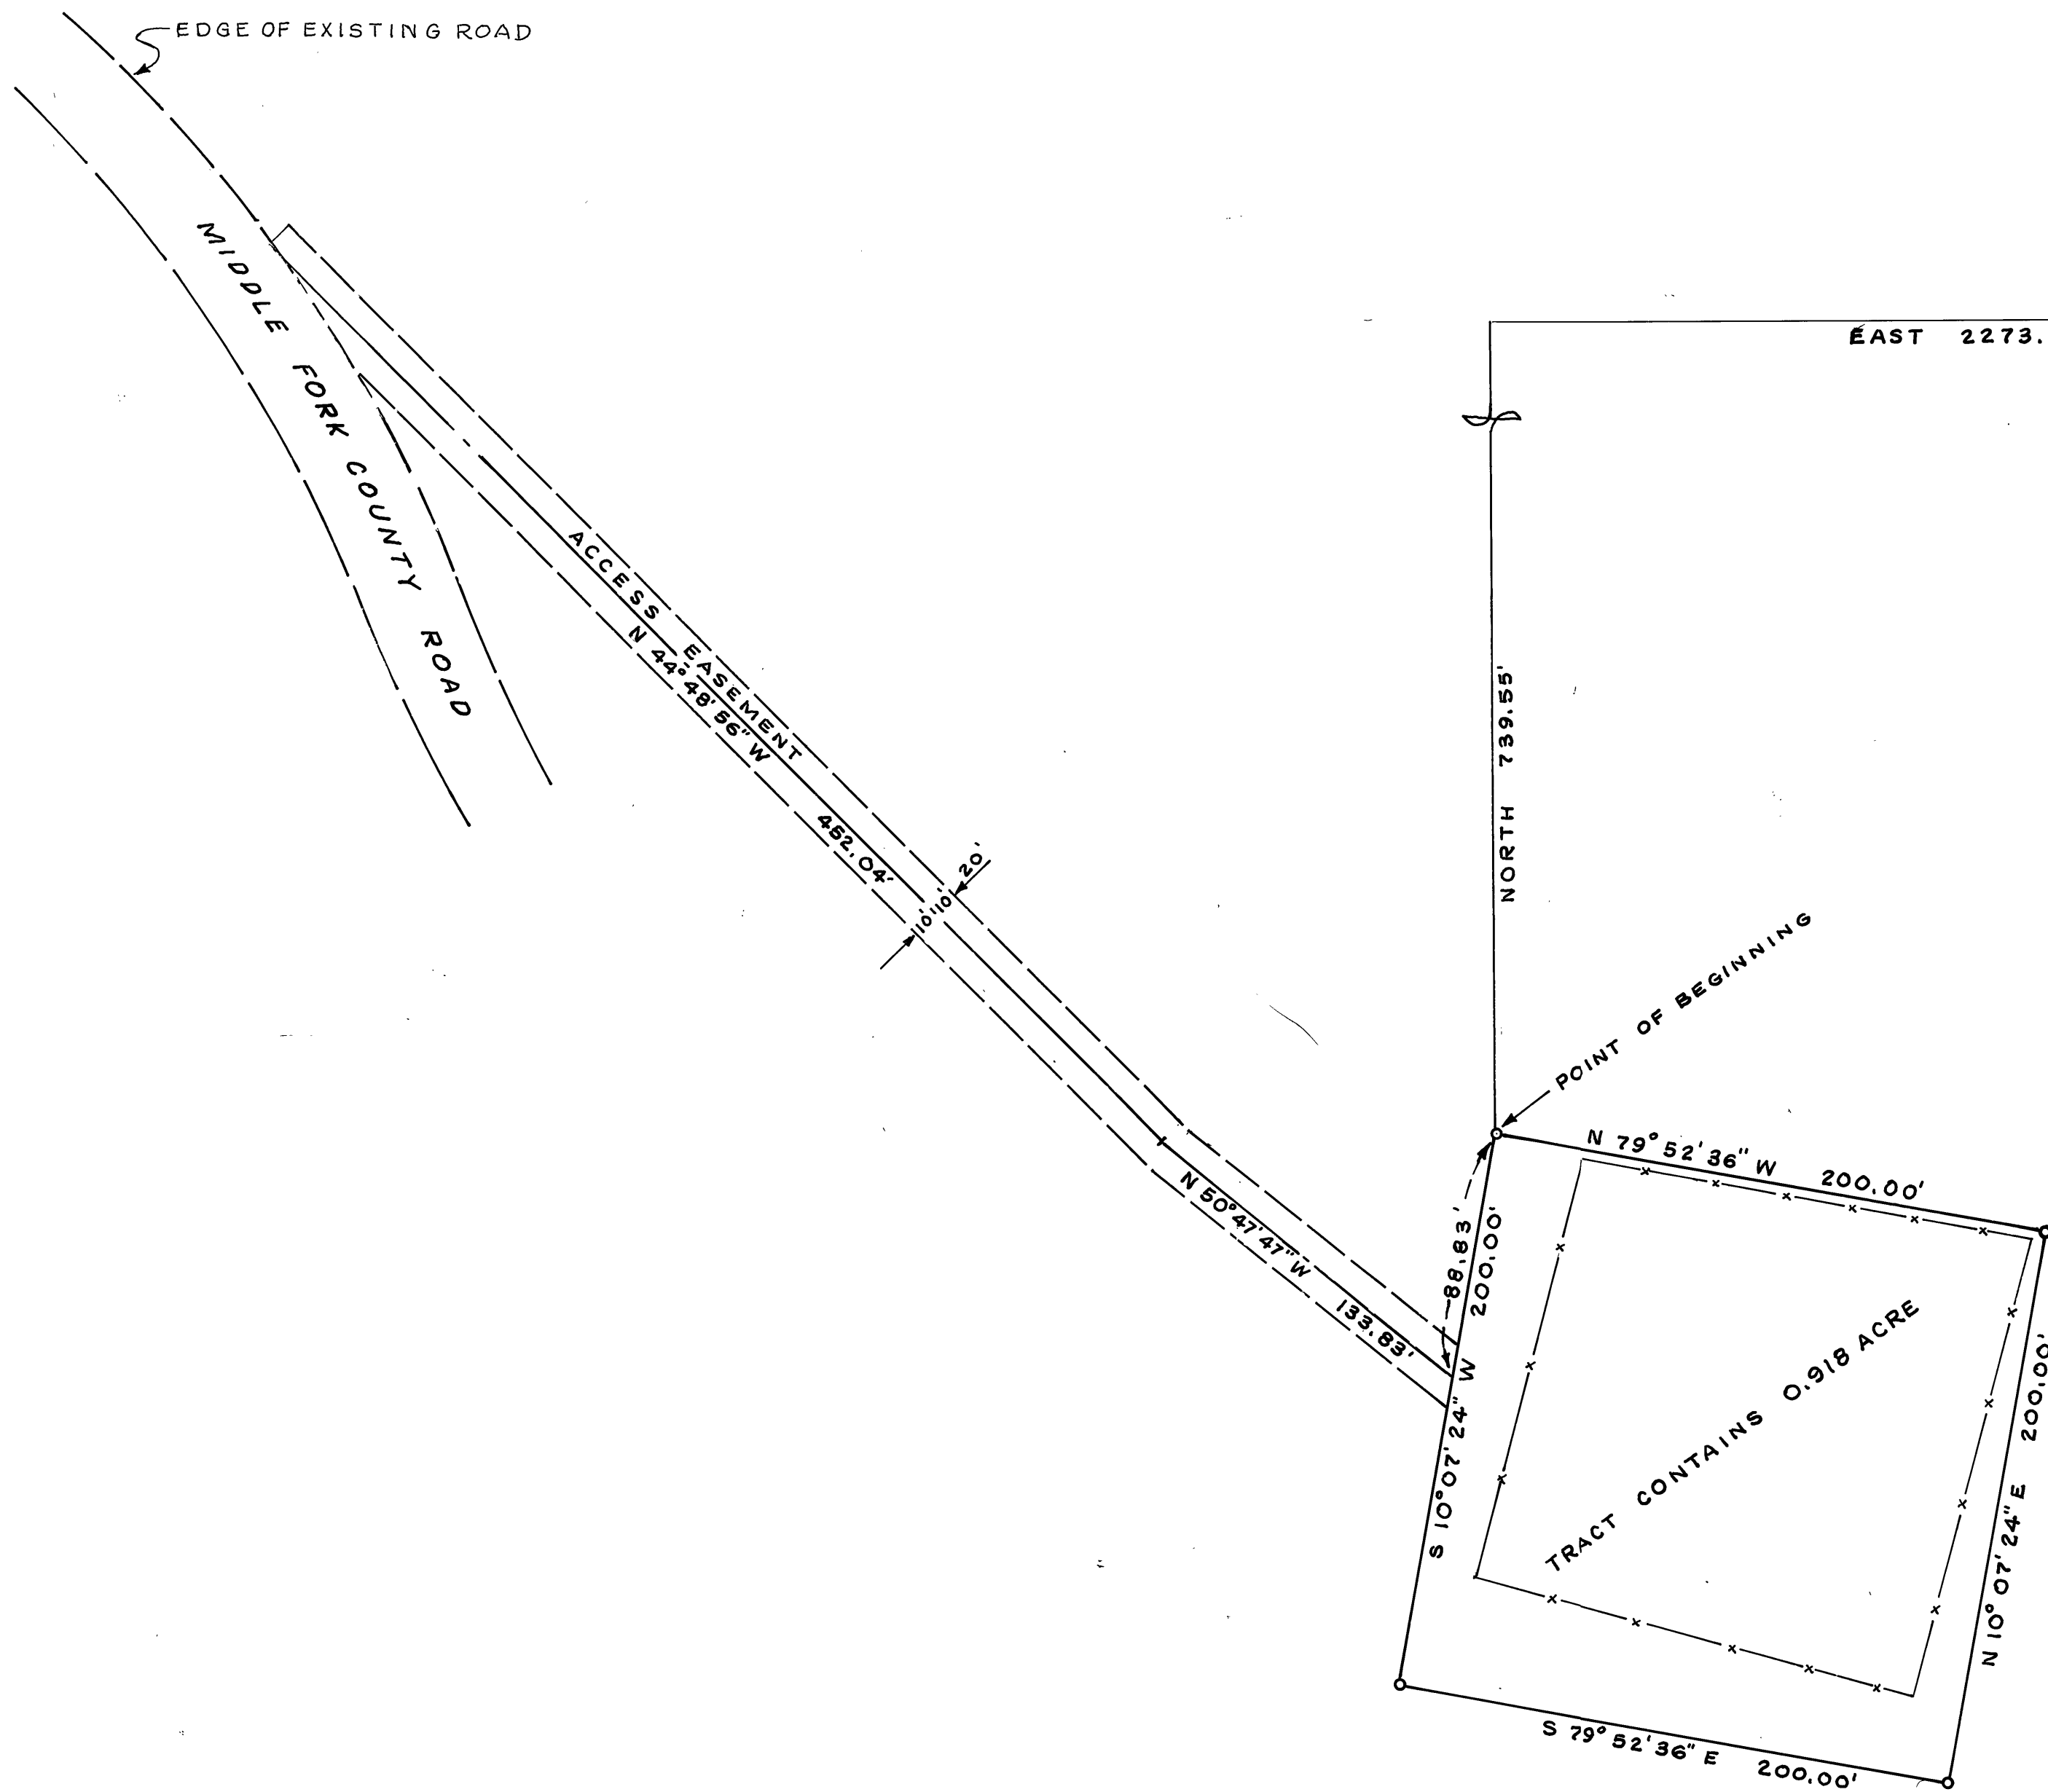 EDGE OF EXISTING ROAD
MIDDLE FORK COUNTY ROAD
EAST 2273.
ACCESS EASEMENT
N 44° 48' 56" W 452.04'
NORTH 739.55'
20'
10' 10'
POINT OF BEGINNING
N 79° 52' 36" W 200.00'
N 50° 47' 47" W 133.83'
88.83'
200.00'
S 10° 07' 24" W
TRACT CONTAINS 0.918 ACRE
N 10° 07' 24" E 200.00'
S 79° 52' 36" E 200.00'